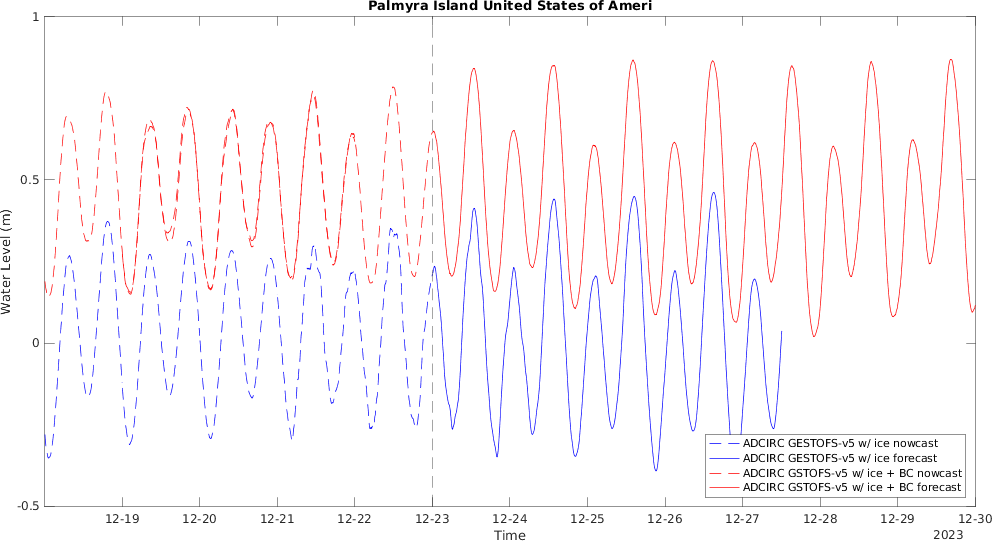 Palmyra Island United States of Ameri
1
0.5
0
-0.5
Water Level (m)
12-19 12-20 12-21 12-22 12-23 12-24 12-25 12-26 12-27 12-28 12-29 12-30
Time
2023
ADCIRC GESTOFS-v5 w/ ice nowcast
ADCIRC GESTOFS-v5 w/ ice forecast
ADCIRC GSTOFS-v5 w/ ice + BC nowcast
ADCIRC GSTOFS-v5 w/ ice + BC forecast